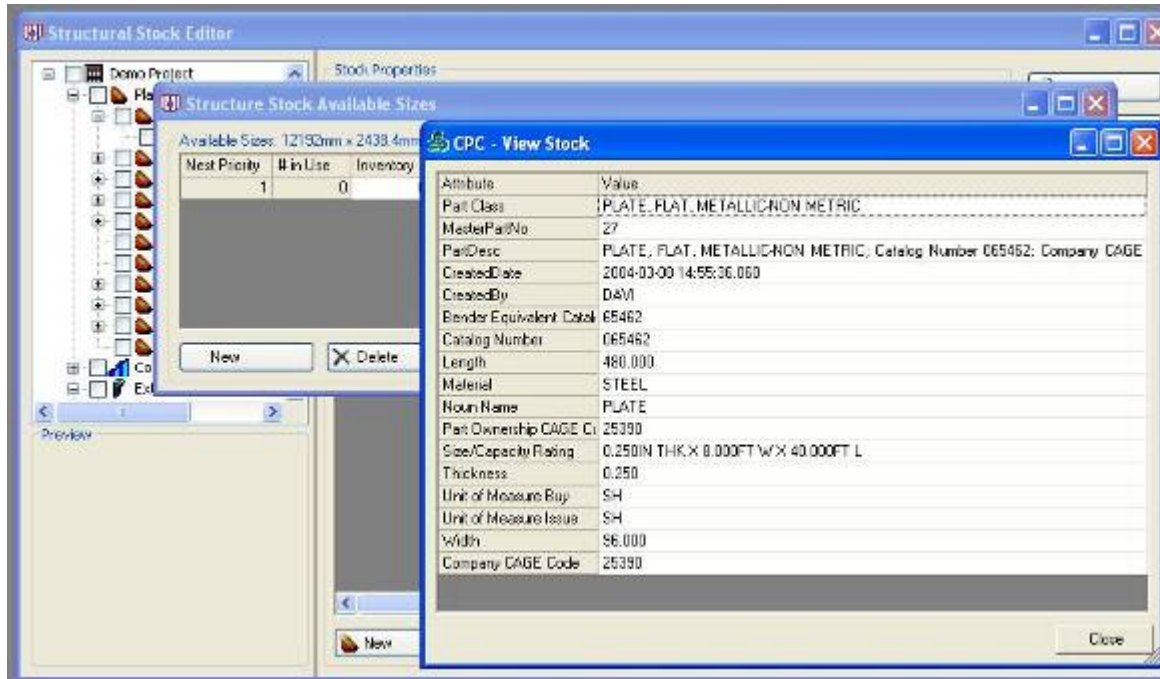 Structural Stock Editor
Demo Project
Pla
Co
Ext
Preview
Stock Properties
New
Structure Stock Available Sizes
Available Sizes: 12192mm x 2438.4mm
Nest Priority # in Use Inventory
1 0
New Delete
CPC - View Stock
Attribute Value
Part Class PLATE, FLAT, METALLIC-NON METRIC
MasterPartNo 27
PartDesc PLATE, FLAT, METALLIC-NON METRIC, Catalog Number 065462; Company CAGE
CreatedDate 2004-03-08 14:55:36.060
CreatedBy DAVI
Bender Equivalent Catal 65462
Catalog Number 065462
Length 480.000
Material STEEL
Noun Name PLATE
Part Ownership CAGE C 25390
Size/Capacity Rating 0.250IN THK X 8.000FT W X 40.000FT L
Thickness 0.250
Unit of Measure Buy SH
Unit of Measure Issue SH
Width 96.000
Company CAGE Code 25390
Close